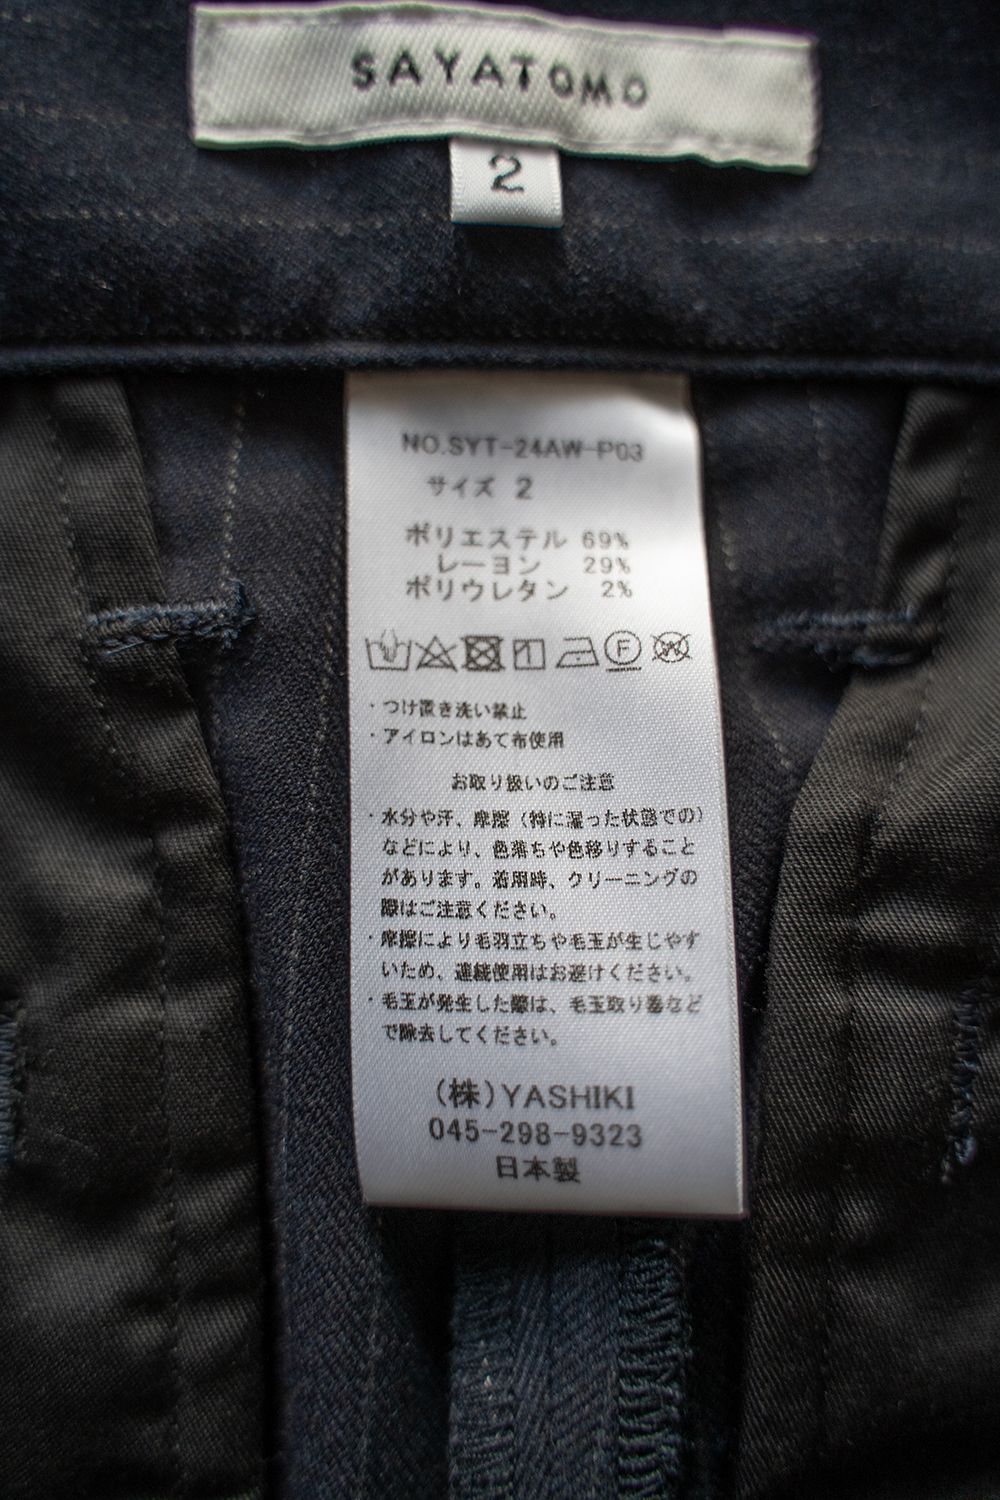 SAYATOMO
2
NO.SYT-24AW-P03
サイズ 2
ポリエステル 69%
レーヨン 29%
ポリウレタン 2%
・つけ置き洗い禁止
・アイロンはあて布使用
お取り扱いのご注意
・水分や汗、摩擦(特に湿った状態での)
などにより、色落ちや色移りすること
があります。着用時、クリーニングの
際はご注意ください。
・摩擦により毛羽立ちや毛玉が生じやす
いため、連続使用はお避けください。
・毛玉が発生した際は、毛玉取り器など
で除去してください。
(株)YASHIKI
045-298-9323
日本製